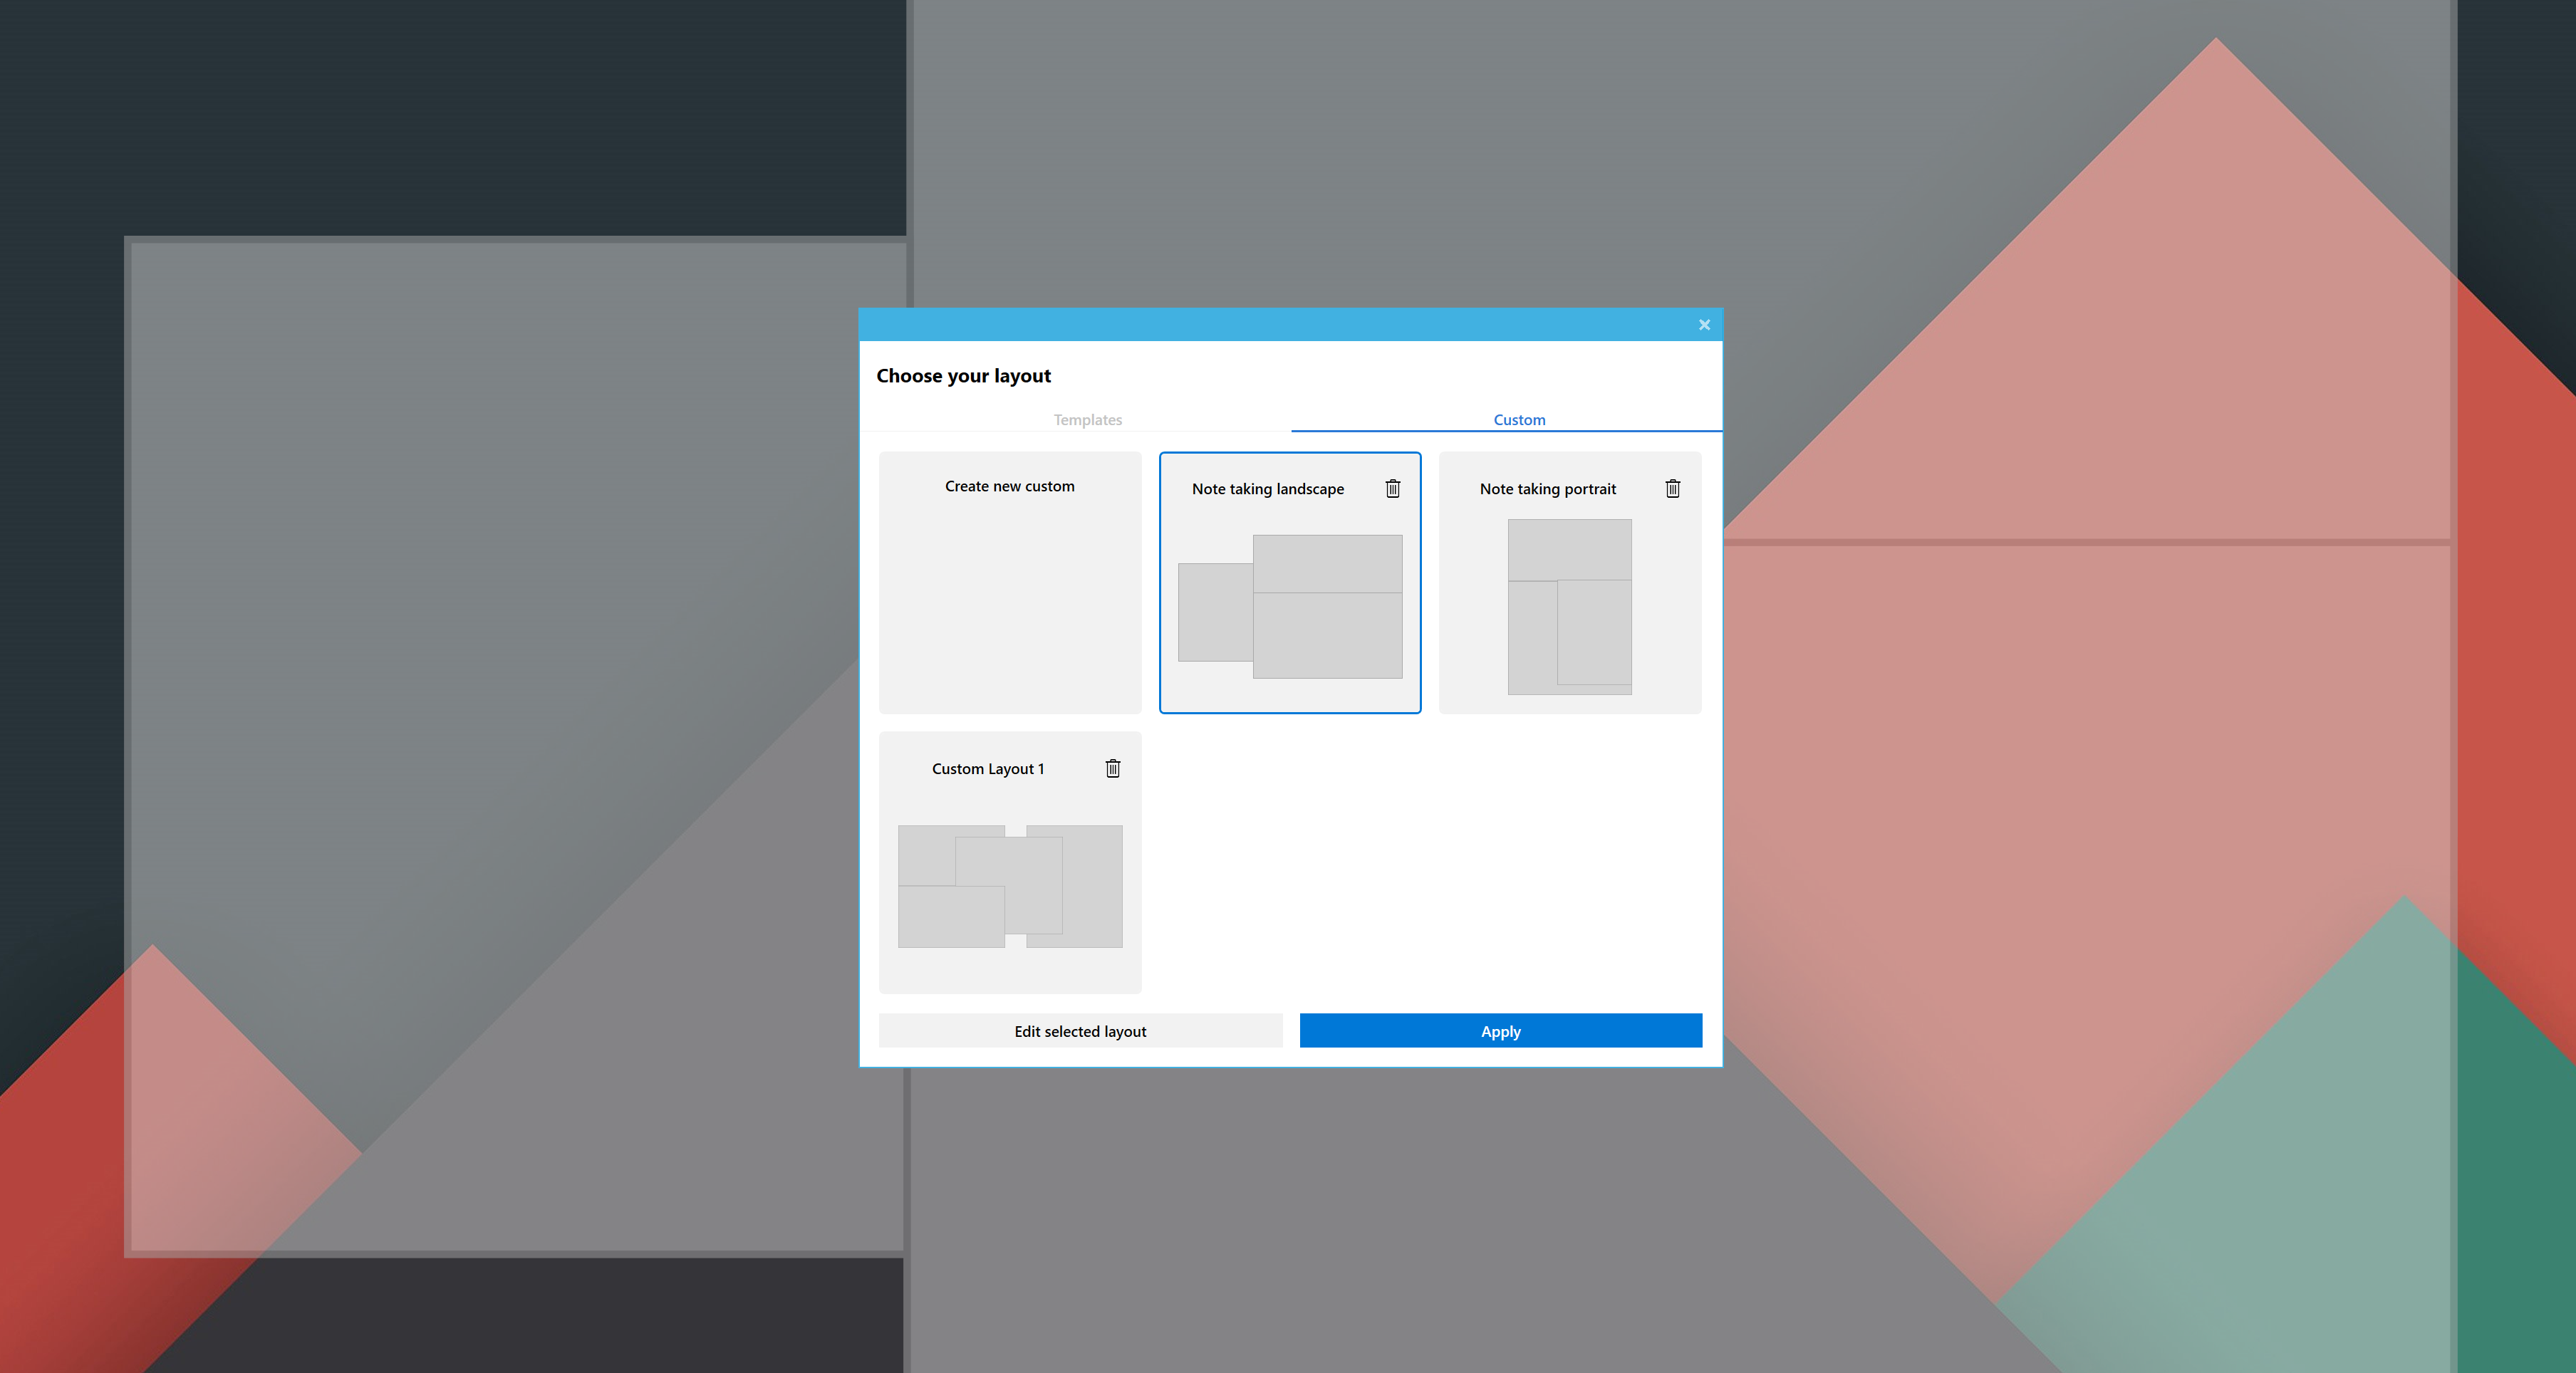 Choose your layout
Templates
Custom
Create new custom
Note taking landscape
Note taking portrait
Custom Layout 1
Edit selected layout
Apply